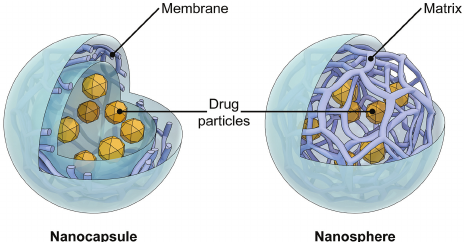 Membrane
Matrix
Drug
particles
Nanocapsule
Nanosphere